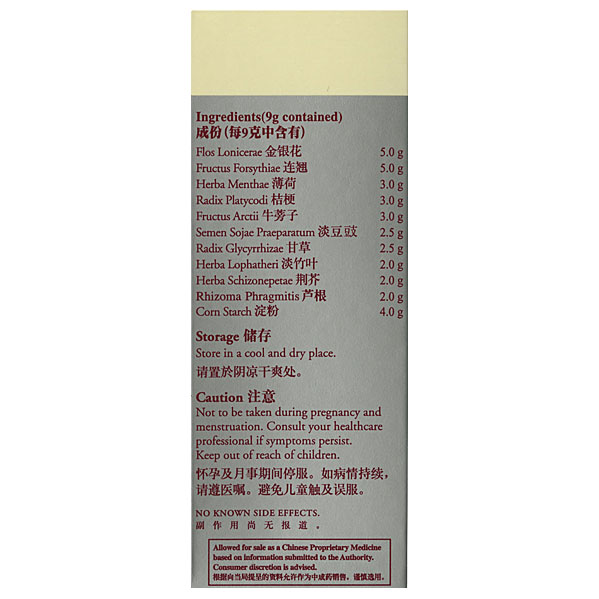 Ingredients(9g contained)
成份(每9克中含有)
Flos Lonicerae 金银花 5.0 g
Fructus Forsythiae 连翘 5.0 g
Herba Menthae 薄荷 3.0 g
Radix Platycodi 桔梗 3.0 g
Fructus Arctii 牛蒡子 3.0 g
Semen Sojae Praeparatum 淡豆豉 2.5 g
Radix Glycyrrhizae 甘草 2.5 g
Herba Lophatheri 淡竹叶 2.0 g
Herba Schizonepetae 荆芥 2.0 g
Rhizoma Phragmitis 芦根 2.0 g
Corn Starch 淀粉 4.0 g
Storage 储存
Store in a cool and dry place.
请置於阴凉干爽处。
Caution 注意
Not to be taken during pregnancy and
menstruation. Consult your healthcare
professional if symptoms persist.
Keep out of reach of children.
怀孕及月事期间停服。如病情持续，
请遵医嘱。避免儿童触及误服。
NO KNOWN SIDE EFFECTS.
副作用尚无报道。
Allowed for sale as a Chinese Proprietary Medicine
based on information submitted to the Authority.
Consumer discretion is advised.
根据向当局提呈的资料允许作为中成药销售，谨慎选用。